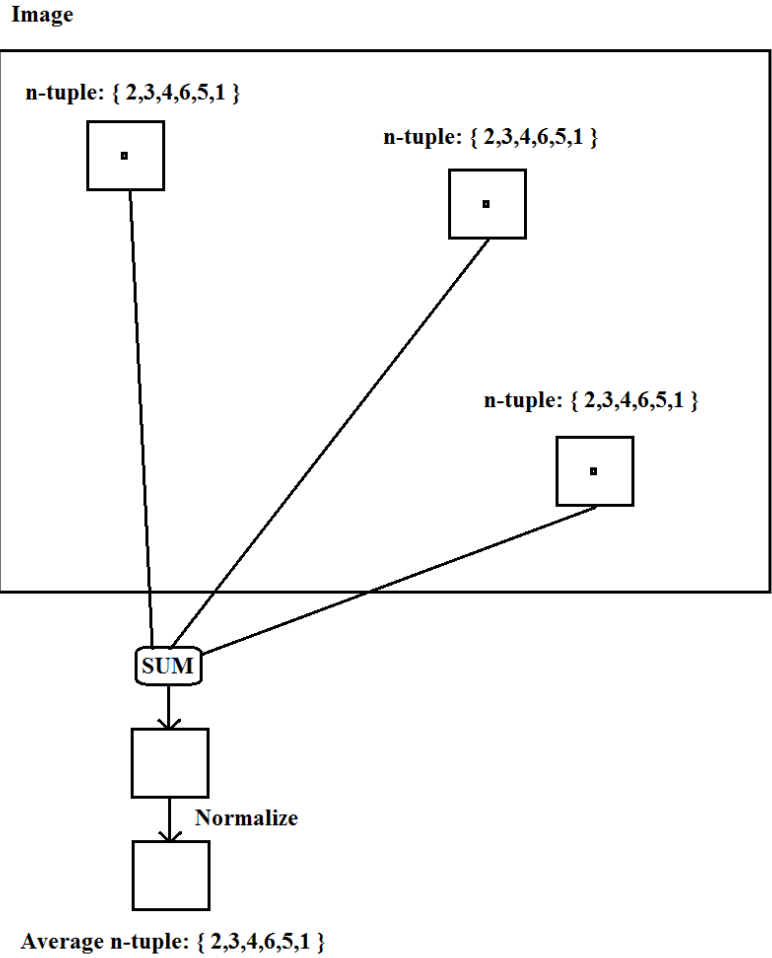 Image
n-tuple: { 2,3,4,6,5,1 }
n-tuple: { 2,3,4,6,5,1 }
n-tuple: { 2,3,4,6,5,1 }
SUM
Normalize
Average n-tuple: { 2,3,4,6,5,1 }